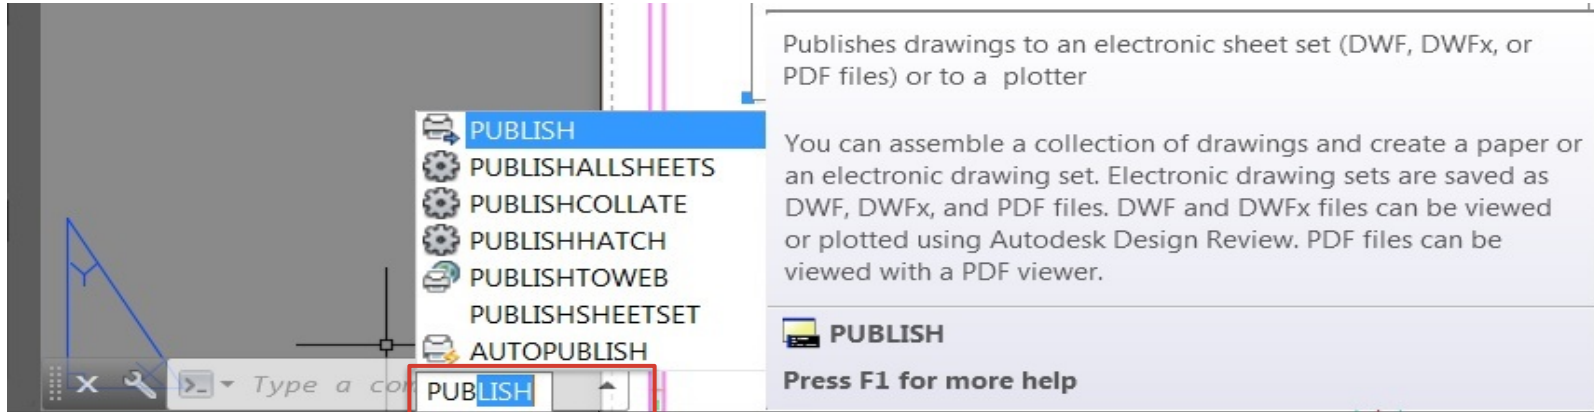 Publishes drawings to an electronic sheet set (DWF, DWFx, or
PDF files) or to a plotter
You can assemble a collection of drawings and create a paper or
an electronic drawing set. Electronic drawing sets are saved as
DWF, DWFx, and PDF files. DWF and DWFx files can be viewed
or plotted using Autodesk Design Review. PDF files can be
viewed with a PDF viewer.
PUBLISH
Press F1 for more help
PUBLISH
PUBLISHALLSHEETS
PUBLISHCOLLATE
PUBLISHHATCH
PUBLISHTOWEB
PUBLISHSHEETSET
AUTOPUBLISH
Y
Type a com
PUBLISH